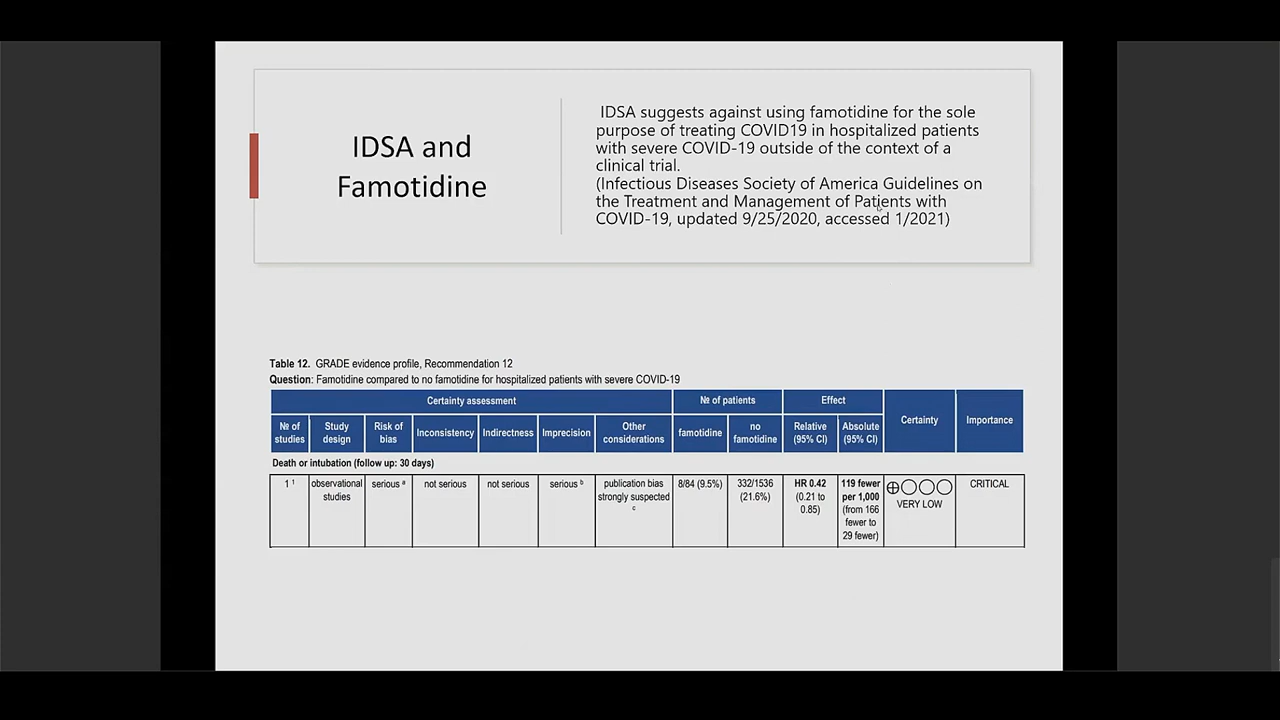 IDSA and
Famotidine
IDSA suggests against using famotidine for the sole
purpose of treating COVID19 in hospitalized patients
with severe COVID-19 outside of the context of a
clinical trial.
(Infectious Diseases Society of America Guidelines on
the Treatment and Management of Patients with
COVID-19, updated 9/25/2020, accessed 1/2021)
Table 12. GRADE evidence profile, Recommendation 12
Question: Famotidine compared to no famotidine for hospitalized patients with severe COVID-19
Certainty assessment
№ of patients
Effect
Certainty
Importance
№ of
studies
Study
design
Risk of
bias
Inconsistency
Indirectness
Imprecision
Other
considerations
famotidine
no
famotidine
Relative
(95% CI)
Absolute
(95% CI)
Death or intubation (follow up: 30 days)
1 ¹
observational
studies
serious ᵃ
not serious
not serious
serious ᵇ
publication bias
strongly suspected
ᶜ
8/84 (9.5%)
332/1536
(21.6%)
HR 0.42
(0.21 to
0.85)
119 fewer
per 1,000
(from 166
fewer to
29 fewer)
⨁◯◯◯
VERY LOW
CRITICAL